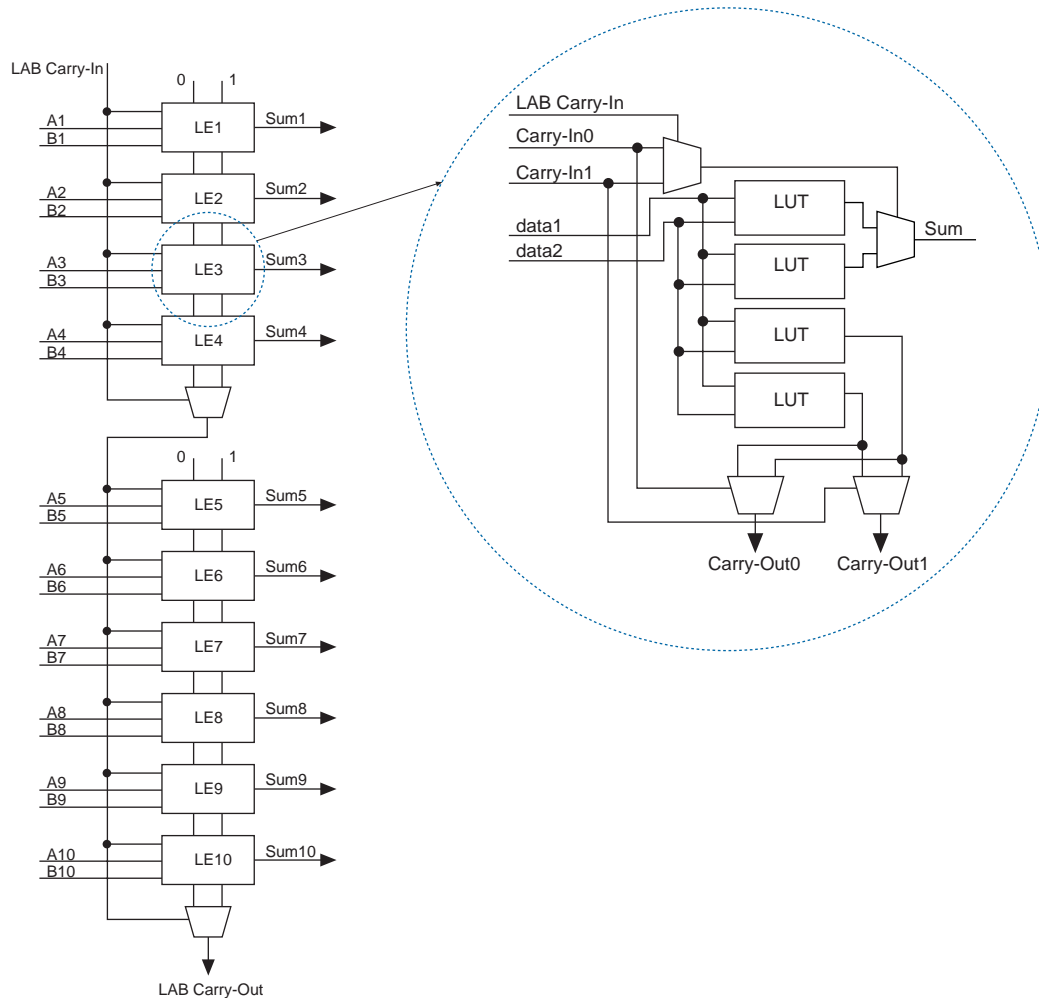 LAB Carry-In
0 1
A1
B1
LE1
Sum1
A2
B2
LE2
Sum2
A3
B3
LE3
Sum3
A4
B4
LE4
Sum4
0 1
A5
B5
LE5
Sum5
A6
B6
LE6
Sum6
A7
B7
LE7
Sum7
A8
B8
LE8
Sum8
A9
B9
LE9
Sum9
A10
B10
LE10
Sum10
LAB Carry-Out
LAB Carry-In
Carry-In0
Carry-In1
data1
data2
LUT
LUT
LUT
LUT
Sum
Carry-Out0
Carry-Out1